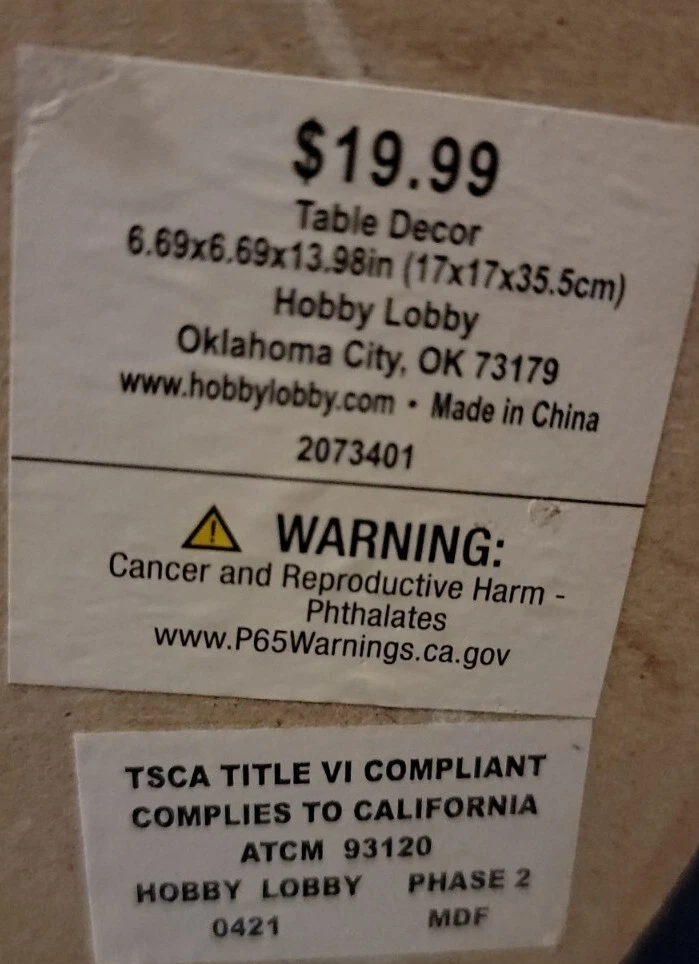 $19.99
Table Decor
6.69x6.69x13.98in (17x17x35.5cm)
Hobby Lobby
Oklahoma City, OK 73179
www.hobbylobby.com • Made in China
2073401
WARNING:
Cancer and Reproductive Harm -
Phthalates
www.P65Warnings.ca.gov
TSCA TITLE VI COMPLIANT
COMPLIES TO CALIFORNIA
ATCM 93120
HOBBY LOBBY PHASE 2
0421 MDF